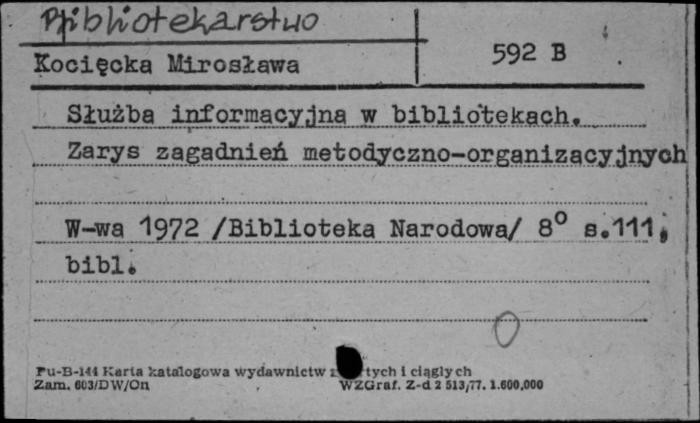 Bibliotekarstwo
592 B
Kocięcka Mirosława
Służba informacyjna w bibliotekach.
Zarys zagadnień metodyczno-organizacyjnych
W-wa 1972 /Biblioteka Narodowa/ 8° s.111,
bibl.
Pu-B-144 Karta katalogowa wydawnictw i ciągłych
Zam. 603/DW/On WZGraf. Z-d 2 513/77. 1.600.000